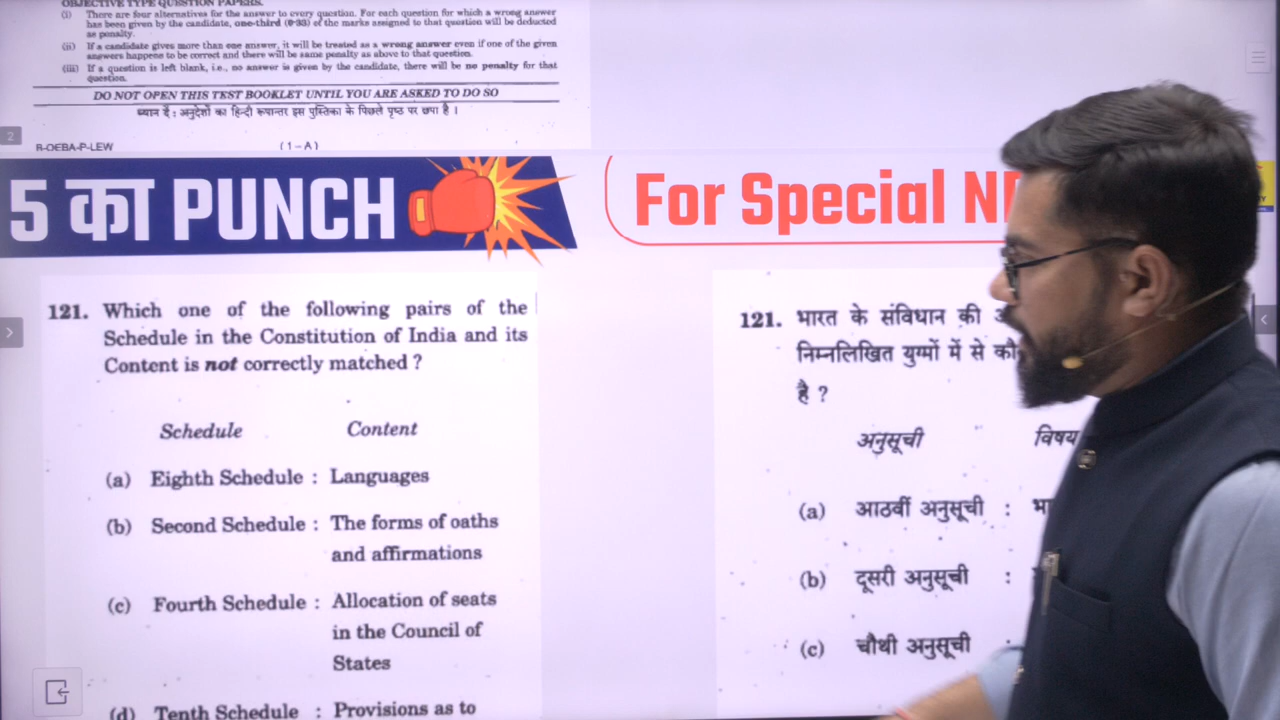 OBJECTIVE TYPE QUESTION PAPERS.
(i) There are four alternatives for the answer to every question. For each question for which a wrong answer
has been given by the candidate, one-third (0·33) of the marks assigned to that question will be deducted
as penalty.
(ii) If a candidate gives more than one answer, it will be treated as a wrong answer even if one of the given
answers happens to be correct and there will be same penalty as above to that question.
(iii) If a question is left blank, i.e., no answer is given by the candidate, there will be no penalty for that
question.
DO NOT OPEN THIS TEST BOOKLET UNTIL YOU ARE ASKED TO DO SO
ध्यान दें : अनुदेशों का हिन्दी रूपान्तर इस पुस्तिका के पिछले पृष्ठ पर छपा है ।
2
R-OEBA-P-LEW (1-A)
5 का PUNCH
For Special
121. Which one of the following pairs of the
Schedule in the Constitution of India and its
Content is not correctly matched ?
Schedule Content
(a) Eighth Schedule : Languages
(b) Second Schedule : The forms of oaths
and affirmations
(c) Fourth Schedule : Allocation of seats
in the Council of
States
(d) Tenth Schedule : Provisions as to
121. भारत के संविधान की
निम्नलिखित युग्मों में से
है ?
अनुसूची विषय
(a) आठवीं अनुसूची :
(b) दूसरी अनुसूची :
(c) चौथी अनुसूची :